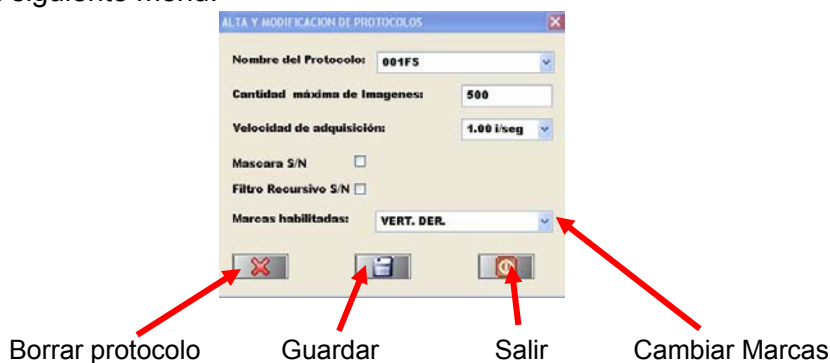 siguiente menú:
ALTA Y MODIFICACION DE PROTOCOLOS
Nombre del Protocolo: 001FS
Cantidad máxima de Imagenes: 500
Velocidad de adquisición: 1.00 i/seg
Mascara S/N
Filtro Recursivo S/N
Marcas habilitadas: VERT. DER.
Borrar protocolo Guardar Salir Cambiar Marcas